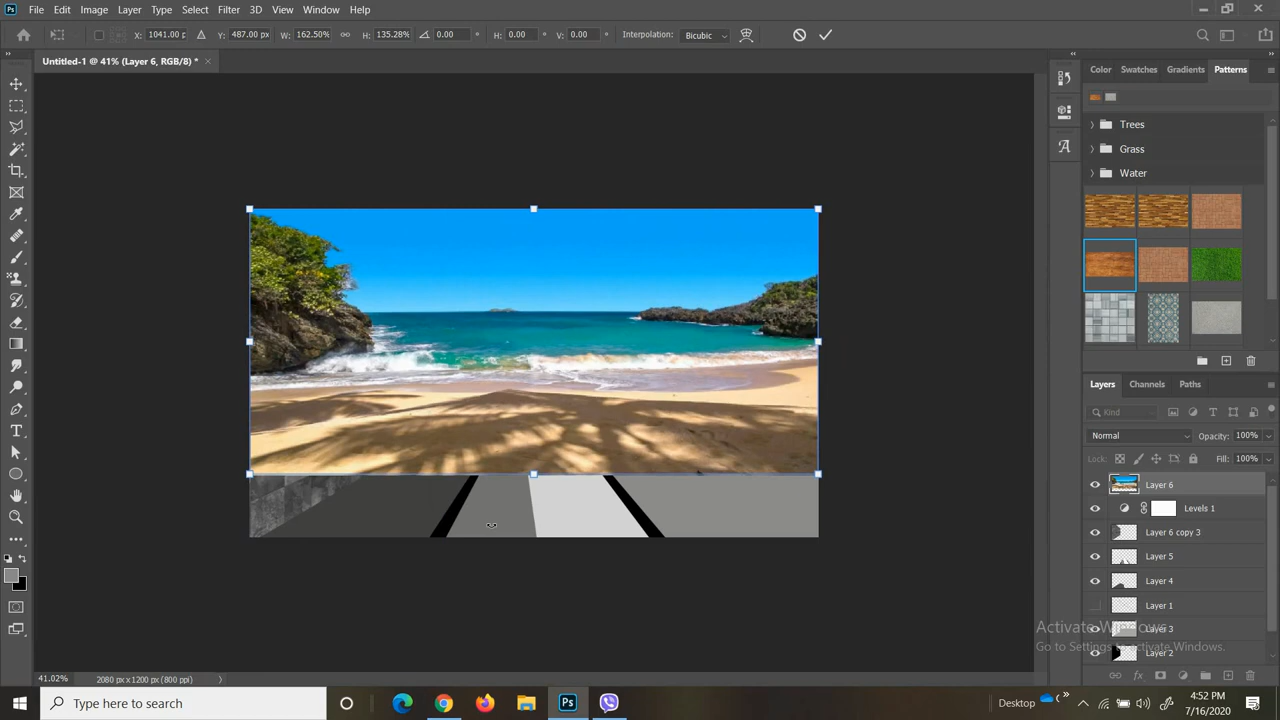 Ps File Edit Image Layer Type Select Filter 3D View Window Help
X: 1041.00 p Y: 487.00 px W: 162.50% H: 135.28% 0.00 ° H: 0.00 ° V: 0.00 ° Interpolation: Bicubic
Untitled-1 @ 41% (Layer 6, RGB/8) *
Color Swatches Gradients Patterns
Trees
Grass
Water
Layers Channels Paths
Kind
Normal Opacity: 100%
Lock: Fill: 100%
Layer 6
Levels 1
Layer 6 copy 3
Layer 5
Layer 4
Layer 1
Layer 3
Layer 2
Activate Windows
Go to Settings to Activate Windows.
41.02% 2080 px x 1200 px (800 ppi)
Type here to search
Ps
Desktop
4:52 PM
7/16/2020